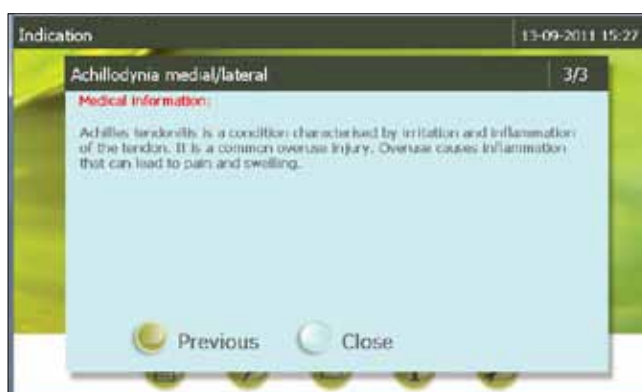 Indication
13-09-2011 15:27
Achillodynia medial/lateral
3/3
Medical information:
Achilles tendonitis is a condition characterised by irritation and inflammation
of the tendon. It is a common overuse injury. Overuse causes inflammation
that can lead to pain and swelling.
Previous
Close